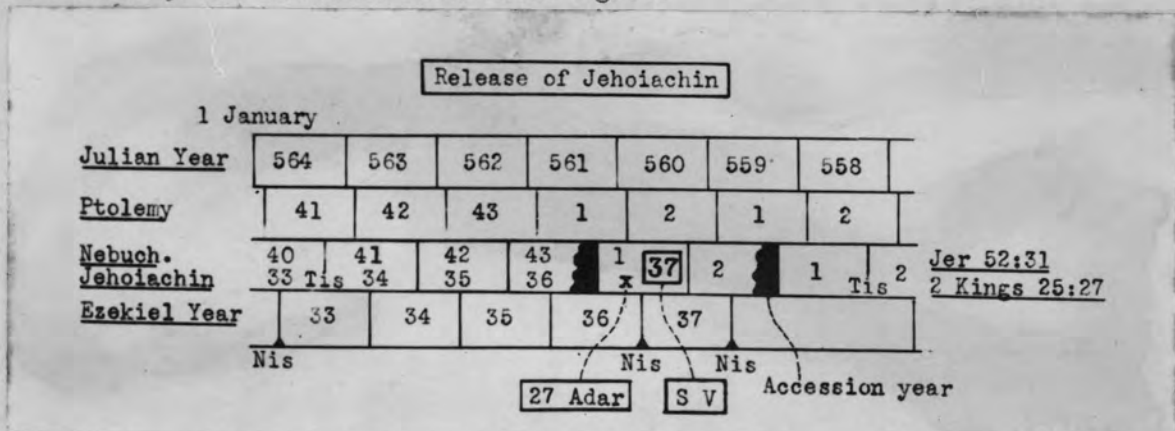 Release of Jehoiachin
1 January
Julian Year 564 563 562 561 560 559 558
Ptolemy 41 42 43 1 2 1 2
Nebuch. 40 41 42 43 1 37 2 1 2 Jer 52:31
Jehoiachin 33 Tis 34 35 36 x Tis 2 Kings 25:27
Ezekiel Year 33 34 35 36 37
Nis Nis Nis
27 Adar S V Accession year